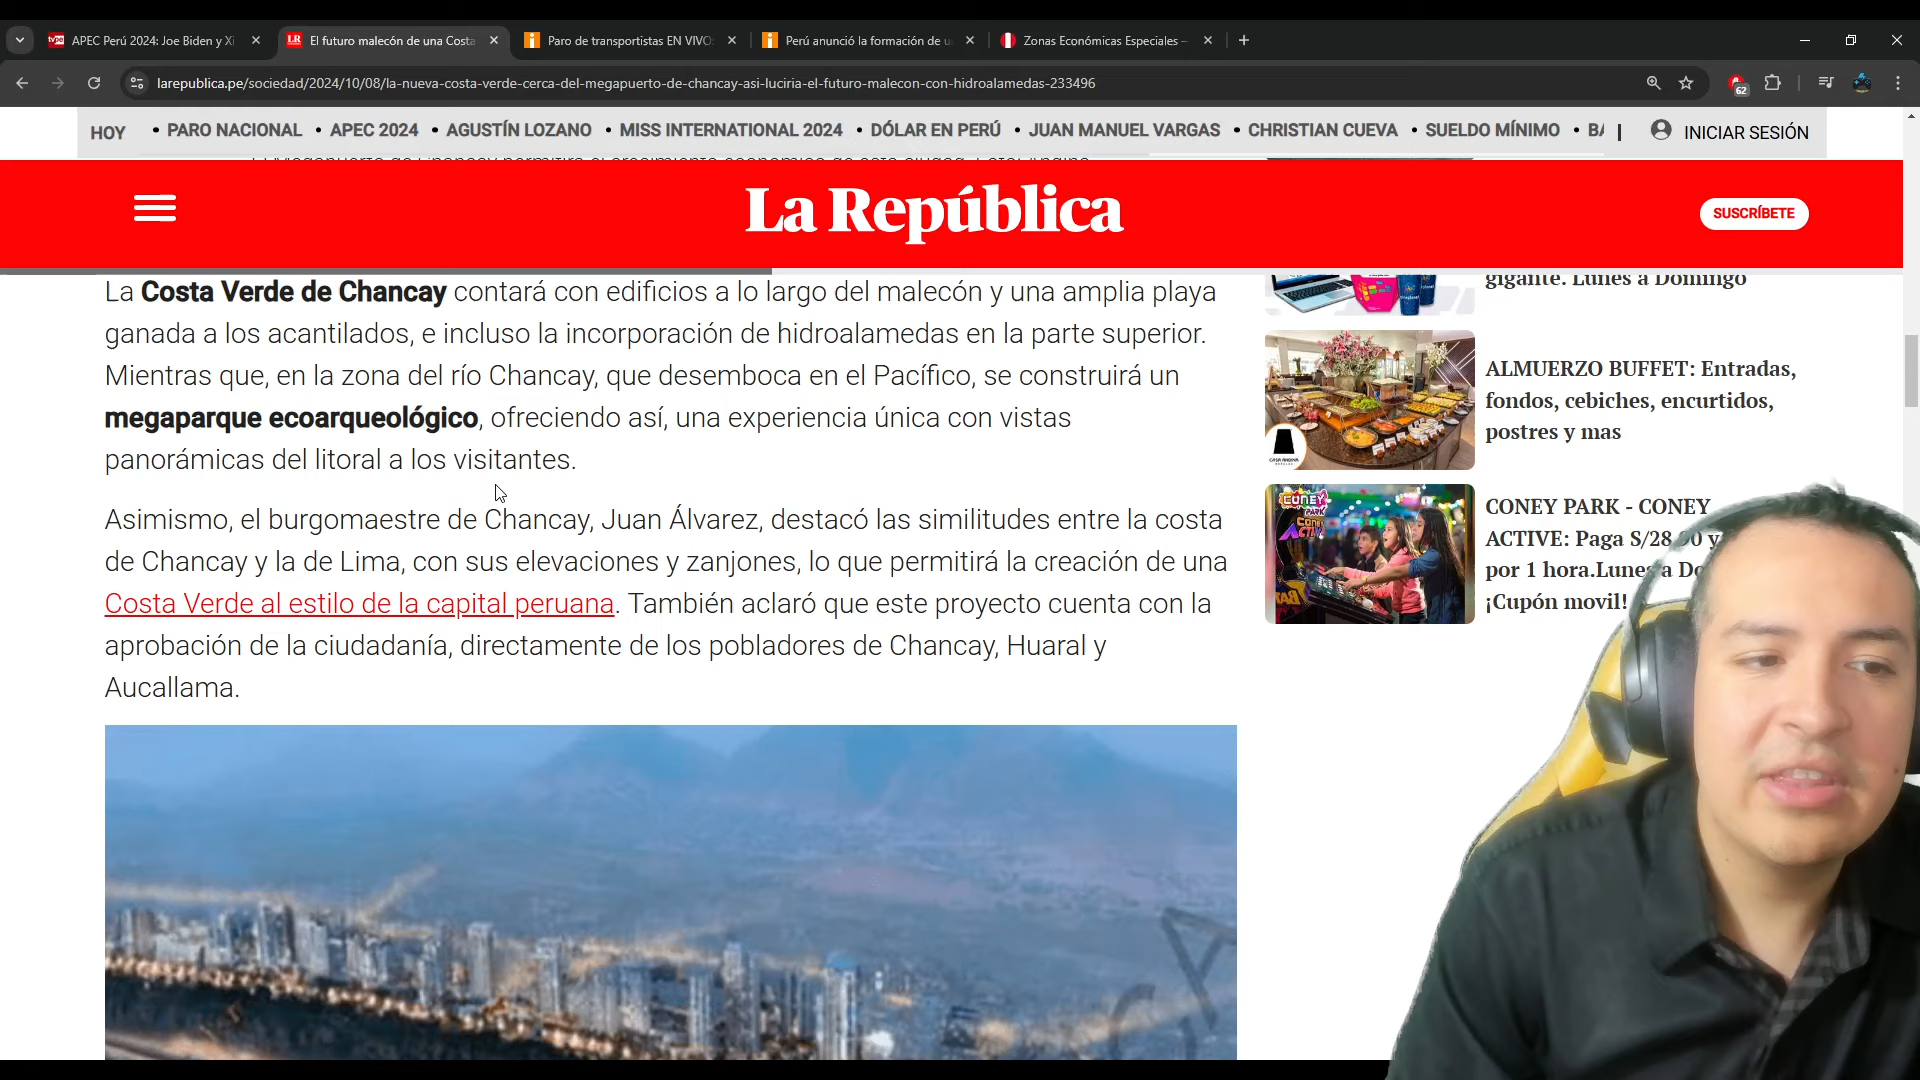 APEC Perú 2024: Joe Biden y Xi
El futuro malecón de una Costa
Paro de transportistas EN VIVO:
Perú anunció la formación de u
Zonas Económicas Especiales –
larepublica.pe/sociedad/2024/10/08/la-nueva-costa-verde-cerca-del-megapuerto-de-chancay-asi-luciria-el-futuro-malecon-con-hidroalamedas-233496
62
HOY • PARO NACIONAL • APEC 2024 • AGUSTÍN LOZANO • MISS INTERNATIONAL 2024 • DÓLAR EN PERÚ • JUAN MANUEL VARGAS • CHRISTIAN CUEVA • SUELDO MÍNIMO • INICIAR SESIÓN
La República
SUSCRÍBETE
La Costa Verde de Chancay contará con edificios a lo largo del malecón y una amplia playa
ganada a los acantilados, e incluso la incorporación de hidroalamedas en la parte superior.
Mientras que, en la zona del río Chancay, que desemboca en el Pacífico, se construirá un
megaparque ecoarqueológico, ofreciendo así, una experiencia única con vistas
panorámicas del litoral a los visitantes.
Asimismo, el burgomaestre de Chancay, Juan Álvarez, destacó las similitudes entre la costa
de Chancay y la de Lima, con sus elevaciones y zanjones, lo que permitirá la creación de una
Costa Verde al estilo de la capital peruana. También aclaró que este proyecto cuenta con la
aprobación de la ciudadanía, directamente de los pobladores de Chancay, Huaral y
Aucallama.
gigante. Lunes a Domingo
ALMUERZO BUFFET: Entradas,
fondos, cebiches, encurtidos,
postres y mas
CONEY PARK - CONEY
ACTIVE: Paga S/28 y
por 1 hora.Lunes a
¡Cupón movil!
CONEY
PARK